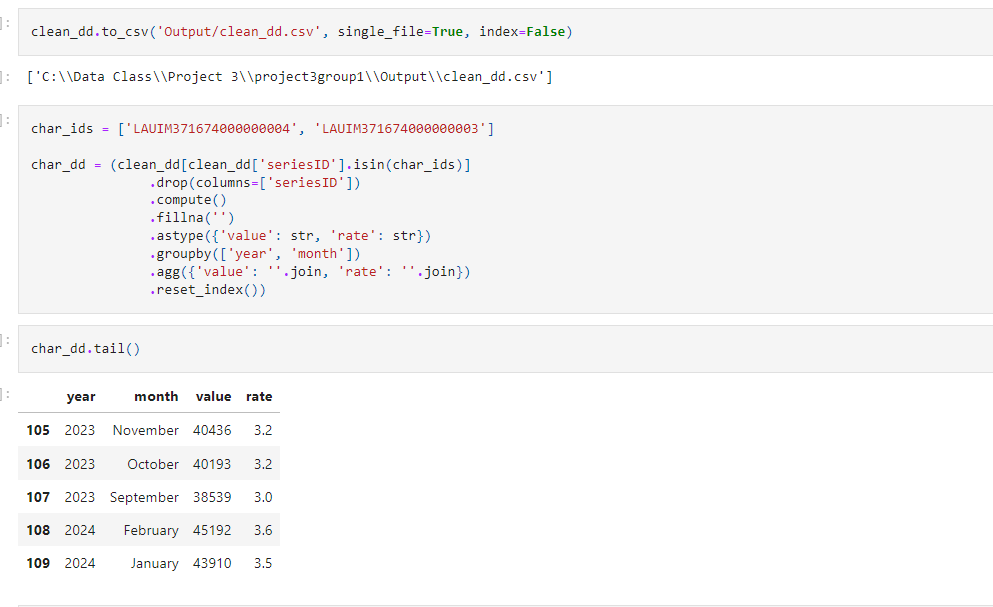 ]:
clean_dd.to_csv('Output/clean_dd.csv', single_file=True, index=False)
]:
['C:\\Data Class\\Project 3\\project3group1\\Output\\clean_dd.csv']
]:
char_ids = ['LAUIM371674000000004', 'LAUIM371674000000003']
char_dd = (clean_dd[clean_dd['seriesID'].isin(char_ids)]
.drop(columns=['seriesID'])
.compute()
.fillna('')
.astype({'value': str, 'rate': str})
.groupby(['year', 'month'])
.agg({'value': ''.join, 'rate': ''.join})
.reset_index())
]:
char_dd.tail()
]:
year month value rate
105 2023 November 40436 3.2
106 2023 October 40193 3.2
107 2023 September 38539 3.0
108 2024 February 45192 3.6
109 2024 January 43910 3.5